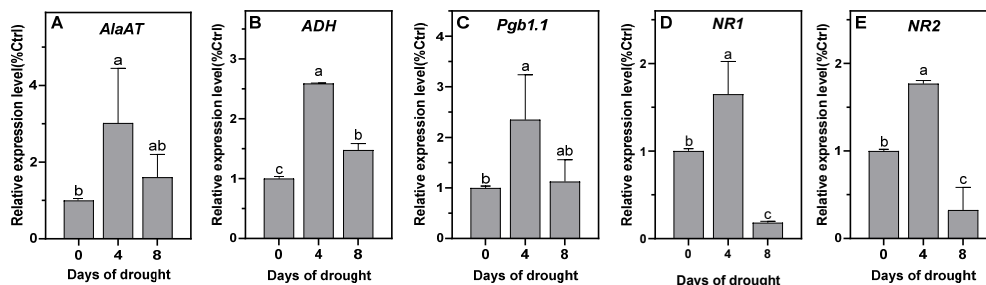 A AlaAT
Relative expression level(%Ctrl)
4
2
0
b
a
ab
0 4 8
Days of drought
B ADH
Relative expression level(%Ctrl)
3
2
1
0
c
a
b
0 4 8
Days of drought
C Pgb1.1
Relative expression level(%Ctrl)
4
3
2
1
0
b
a
ab
0 4 8
Days of drought
D NR1
Relative expression level(%Ctrl)
2
1
0
b
a
c
0 4 8
Days of drought
E NR2
Relative expression level(%Ctrl)
2
1
0
b
a
c
0 4 8
Days of drought